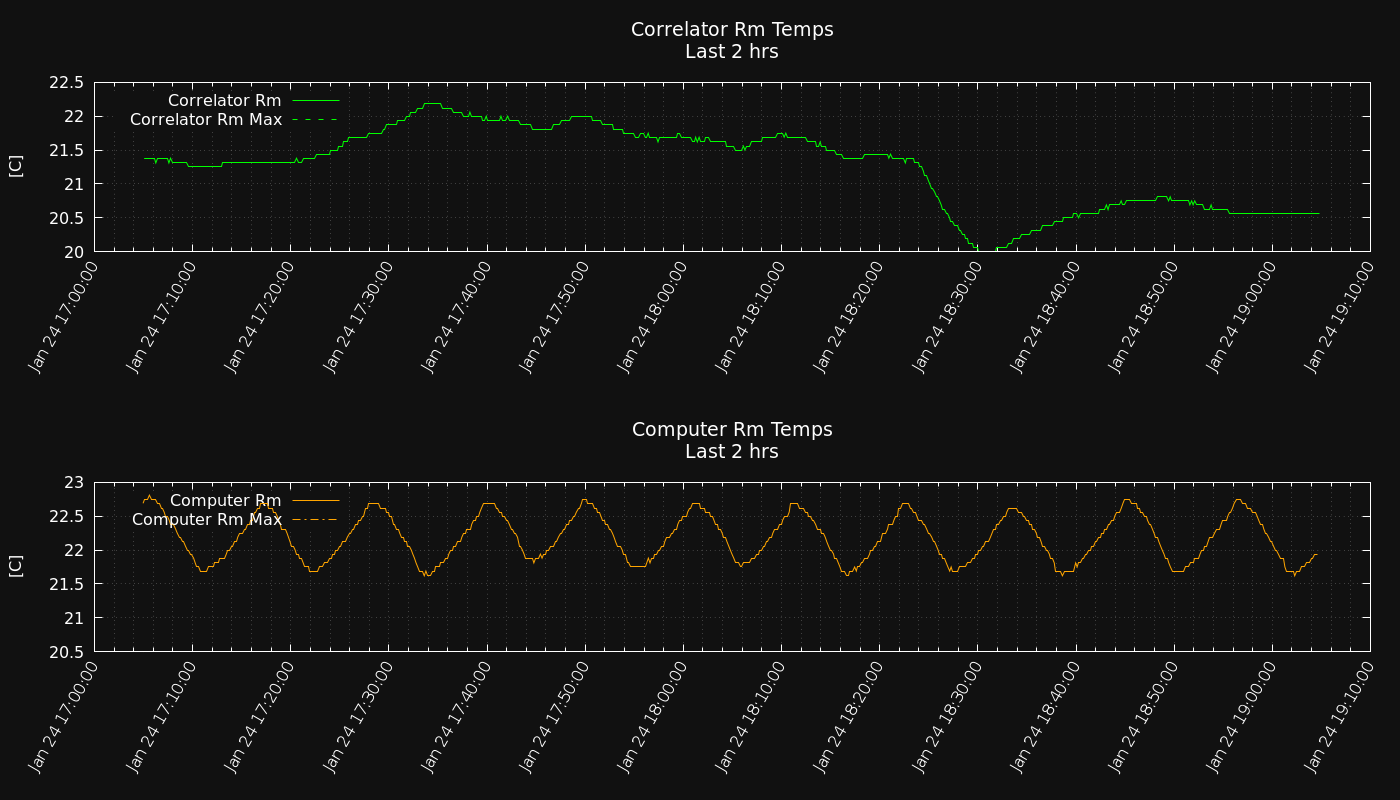 Correlator Rm Temps
Last 2 hrs
22.5
22
21.5
21
20.5
20
[C]
Correlator Rm
Correlator Rm Max
Jan 24 17:00:00
Jan 24 17:10:00
Jan 24 17:20:00
Jan 24 17:30:00
Jan 24 17:40:00
Jan 24 17:50:00
Jan 24 18:00:00
Jan 24 18:10:00
Jan 24 18:20:00
Jan 24 18:30:00
Jan 24 18:40:00
Jan 24 18:50:00
Jan 24 19:00:00
Jan 24 19:10:00
Computer Rm Temps
Last 2 hrs
23
22.5
22
21.5
21
20.5
[C]
Computer Rm
Computer Rm Max
Jan 24 17:00:00
Jan 24 17:10:00
Jan 24 17:20:00
Jan 24 17:30:00
Jan 24 17:40:00
Jan 24 17:50:00
Jan 24 18:00:00
Jan 24 18:10:00
Jan 24 18:20:00
Jan 24 18:30:00
Jan 24 18:40:00
Jan 24 18:50:00
Jan 24 19:00:00
Jan 24 19:10:00